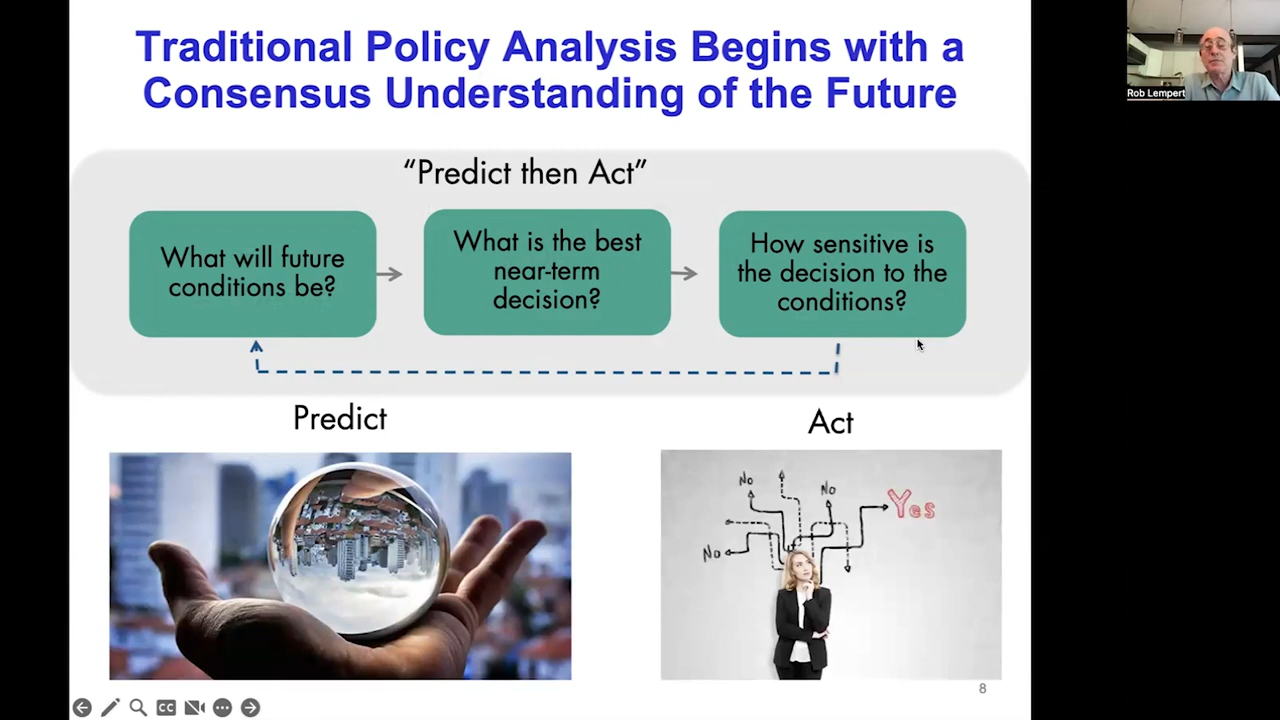 Traditional Policy Analysis Begins with a
Consensus Understanding of the Future
Rob Lempert
“Predict then Act”
What will future
conditions be?
What is the best
near-term
decision?
How sensitive is
the decision to the
conditions?
Predict
Act
No
No
Yes
No
8
CC